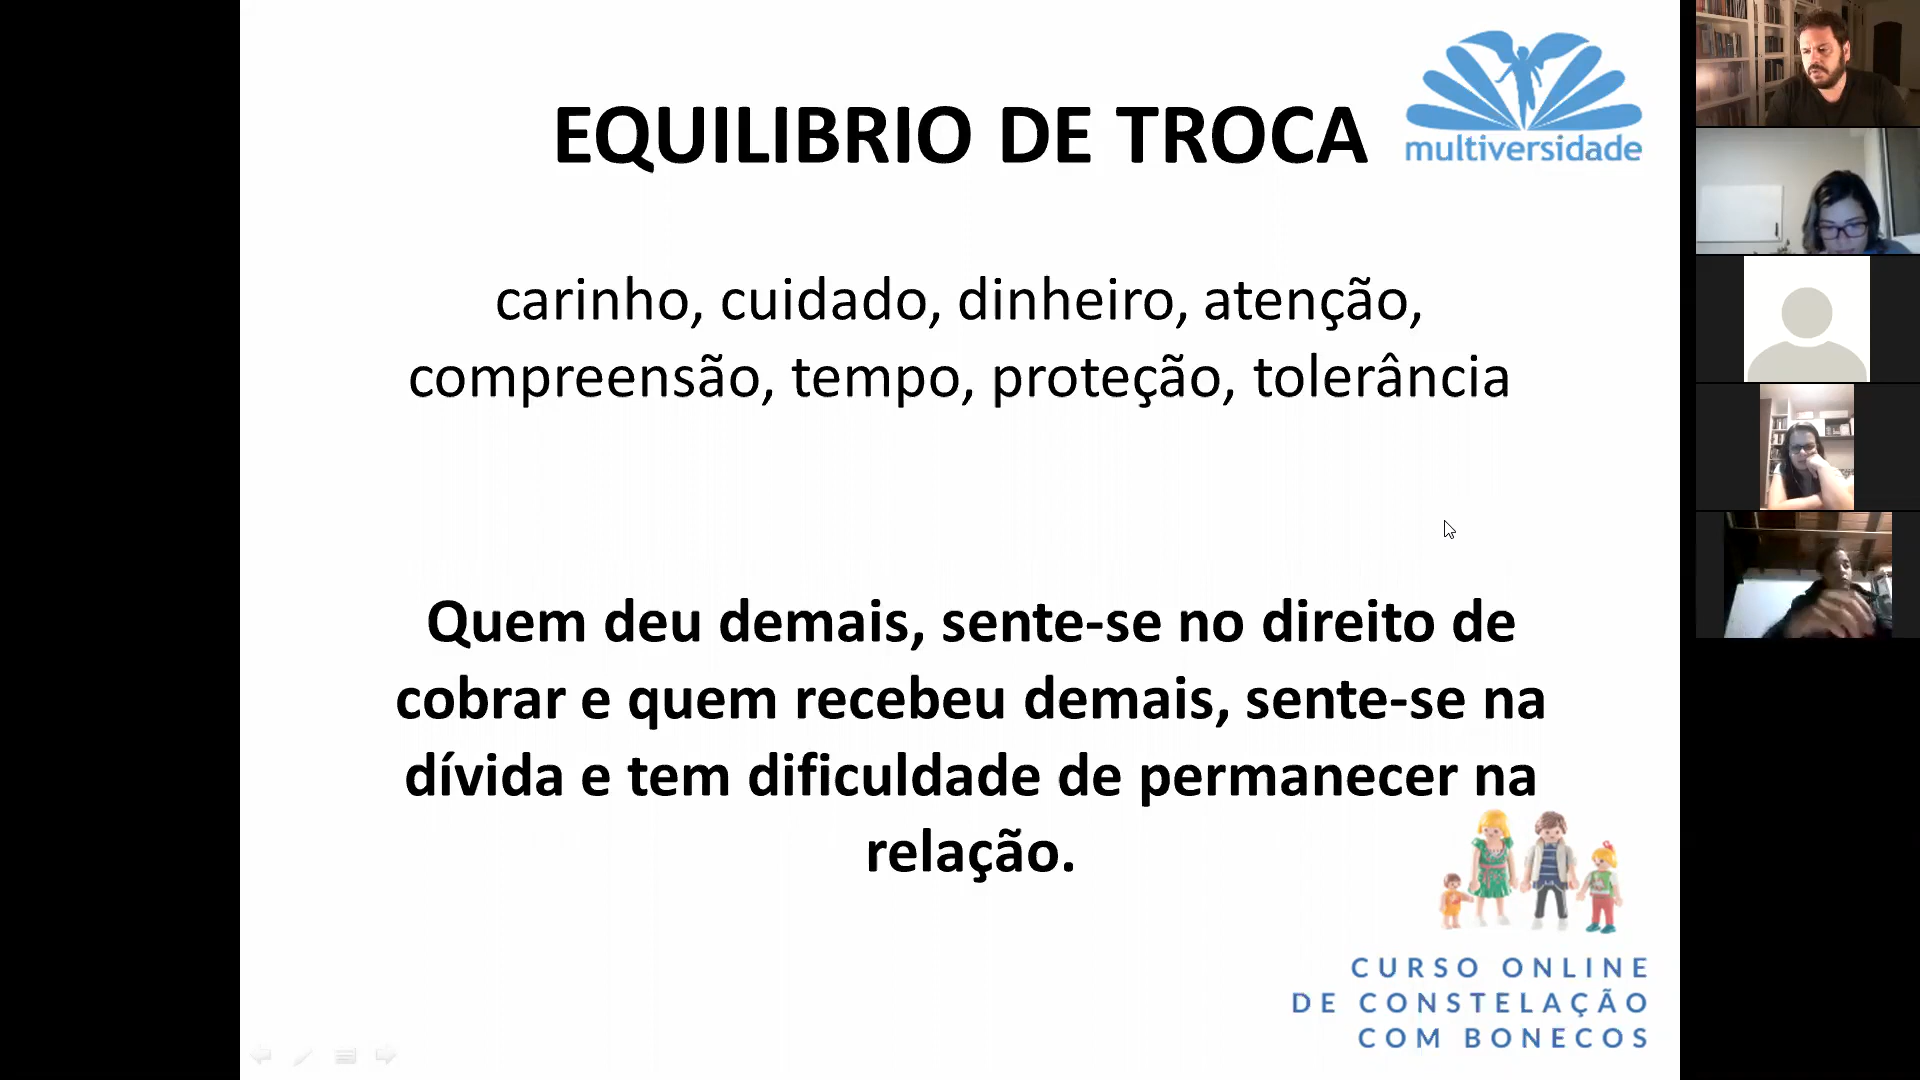 EQUILIBRIO DE TROCA
multiversidade
carinho, cuidado, dinheiro, atenção,
compreensão, tempo, proteção, tolerância
Quem deu demais, sente-se no direito de
cobrar e quem recebeu demais, sente-se na
dívida e tem dificuldade de permanecer na
relação.
CURSO ONLINE
DE CONSTELAÇÃO
COM BONECOS